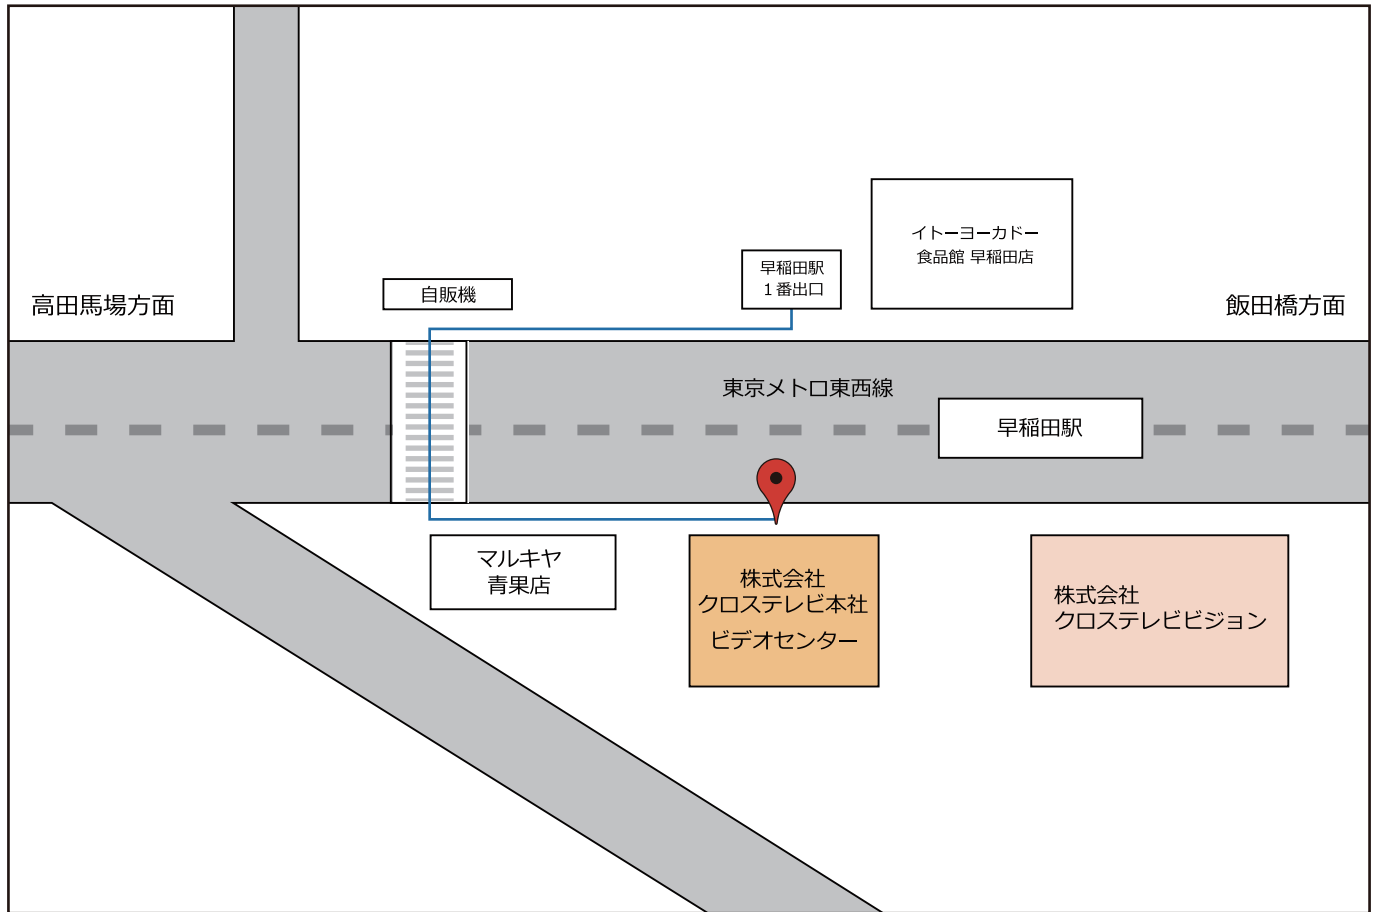 イトーヨーカドー
食品館 早稲田店
早稲田駅
１番出口
自販機
高田馬場方面
飯田橋方面
東京メトロ東西線
早稲田駅
マルキヤ
青果店
株式会社
クロステレビ本社
ビデオセンター
株式会社
クロステレビビジョン